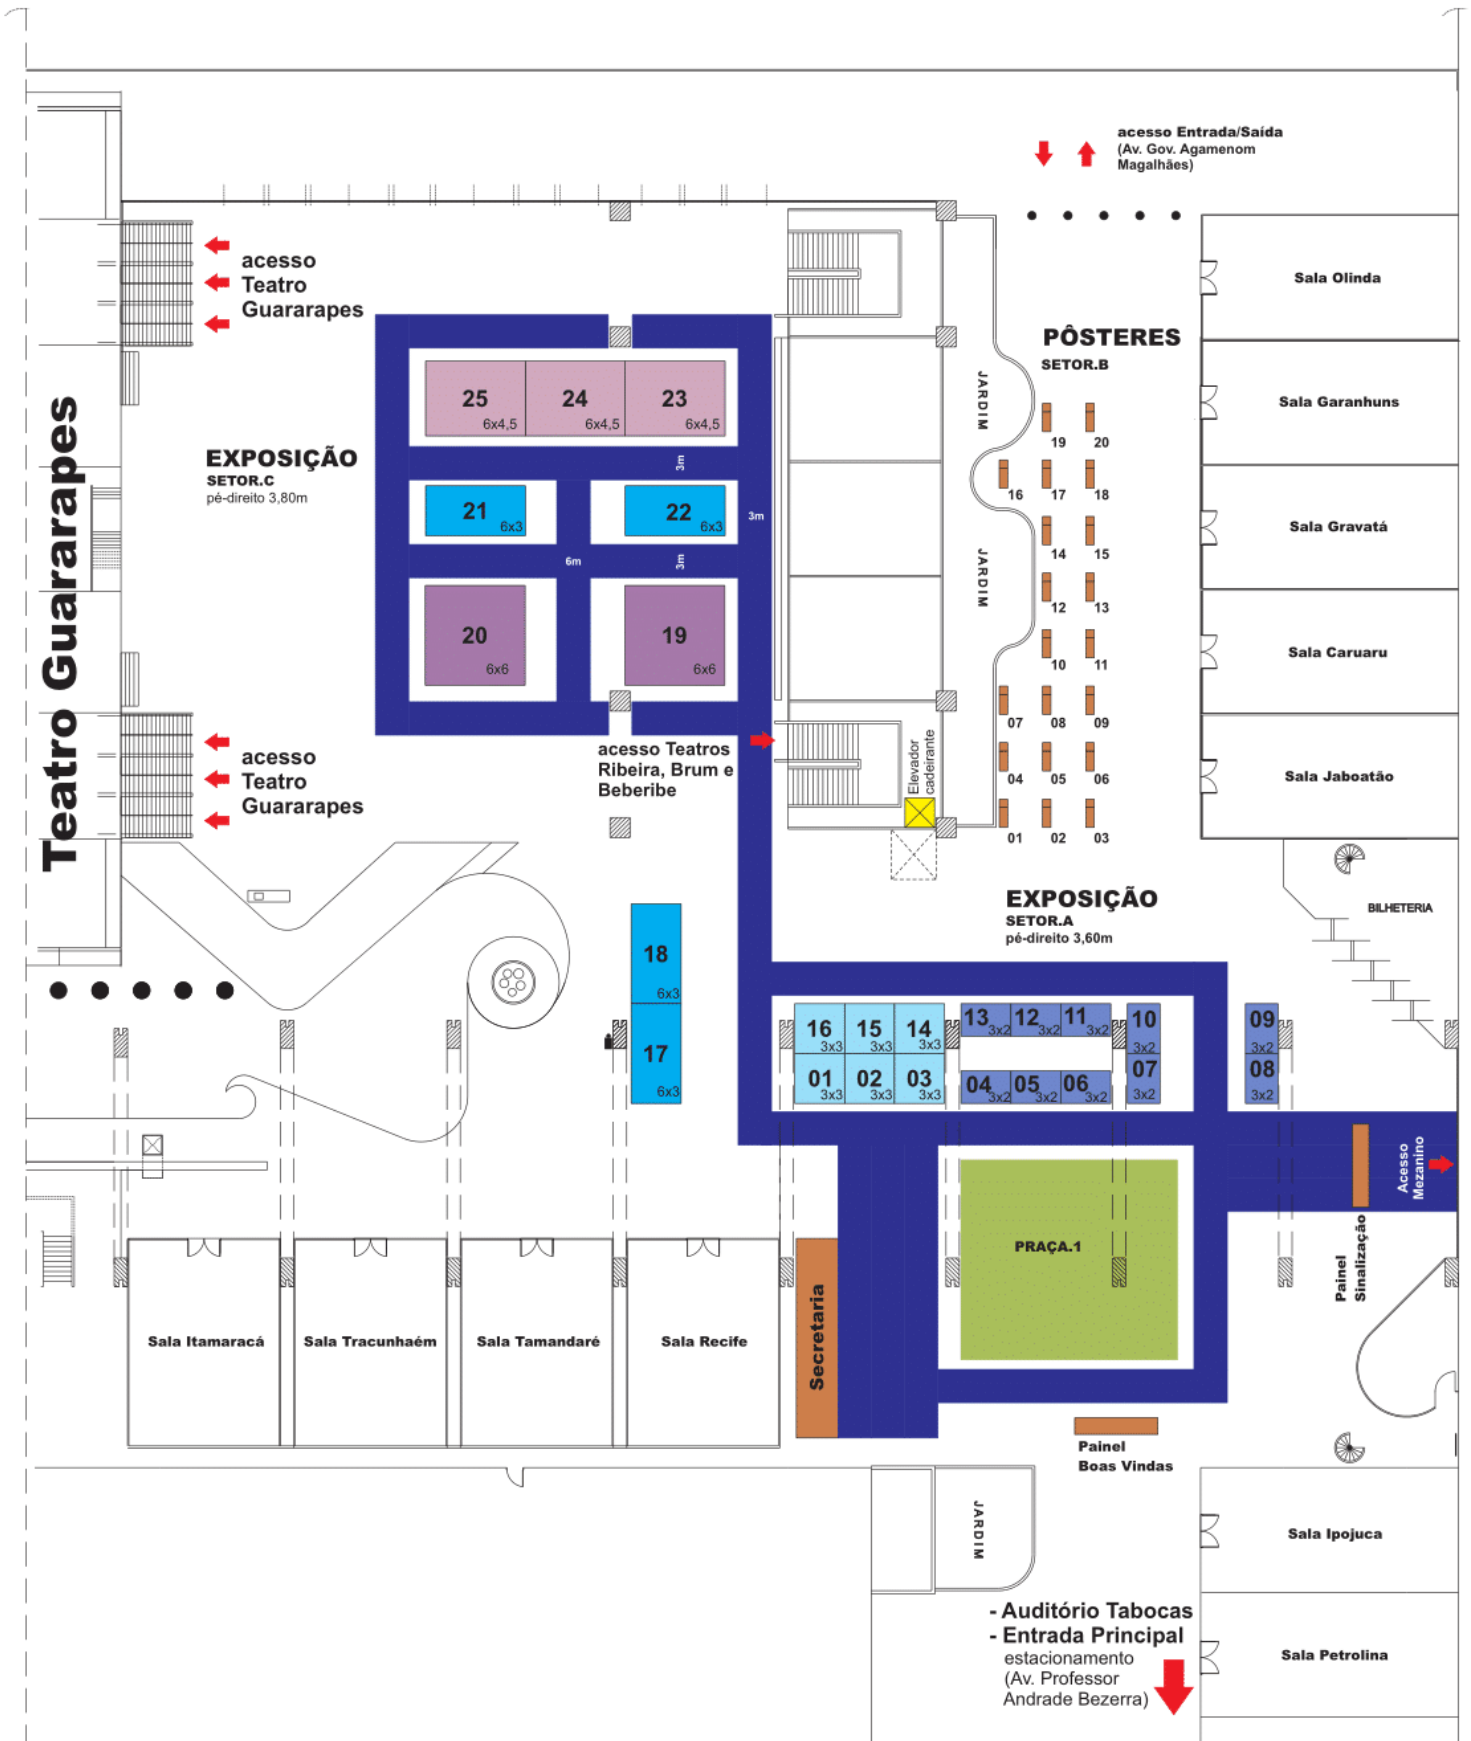 acesso Entrada/Saída
(Av. Gov. Agamenom
Magalhães)
acesso
Teatro
Guararapes
Sala Olinda
PÔSTERES
SETOR.B
JARDIM
Sala Garanhuns
25
6x4,5
24
6x4,5
23
6x4,5
19
20
EXPOSIÇÃO
SETOR.C
pé-direito 3,80m
3m
16
17
18
21
6x3
22
6x3
3m
Sala Gravatá
14
15
6m
3m
JARDIM
12
13
Teatro Guararapes
20
6x6
19
6x6
Sala Caruaru
10
11
07
08
09
acesso Teatros
Ribeira, Brum e
Beberibe
Elevador
cadeirante
acesso
Teatro
Guararapes
04
05
06
Sala Jaboatão
01
02
03
EXPOSIÇÃO
SETOR.A
pé-direito 3,60m
BILHETERIA
18
6x3
17
6x3
16
3x3
15
3x3
14
3x3
13
3x2
12
3x2
11
3x2
10
3x2
09
3x2
01
3x3
02
3x3
03
3x3
04
3x2
05
3x2
06
3x2
07
3x2
08
3x2
Acesso
Mezanino
Painel
Sinalização
PRAÇA.1
Secretaria
Sala Itamaracá
Sala Tracunhaém
Sala Tamandaré
Sala Recife
Painel
Boas Vindas
JARDIM
Sala Ipojuca
- Auditório Tabocas
- Entrada Principal
estacionamento
(Av. Professor
Andrade Bezerra)
Sala Petrolina